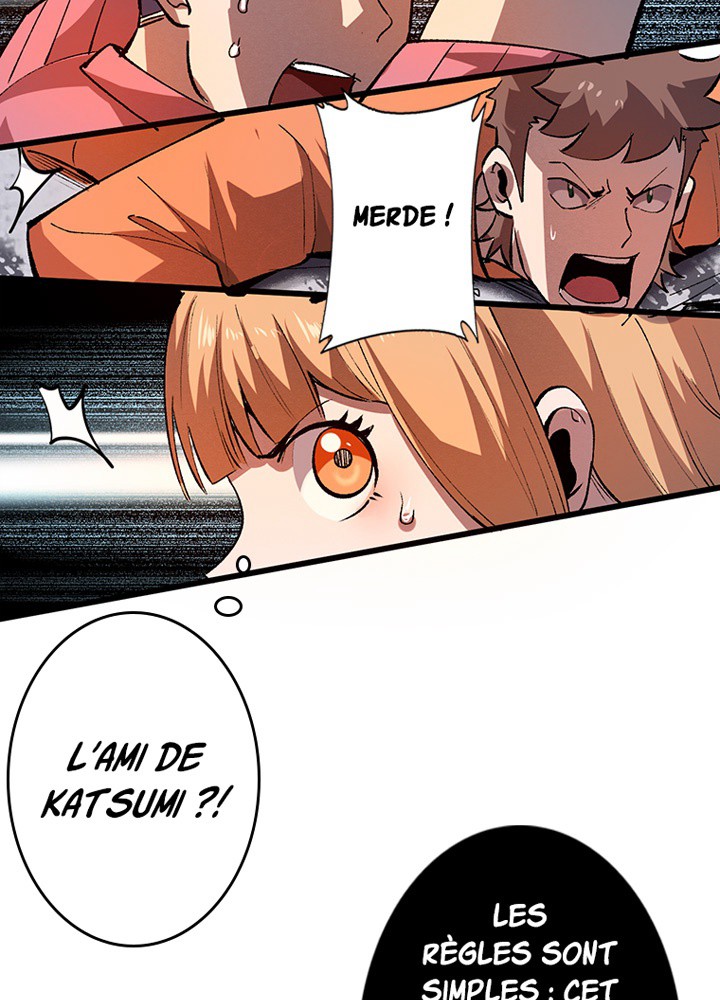 MERDE !
L'AMI DE
KATSUMI ?!
LES
RÈGLES SONT
SIMPLES : CET